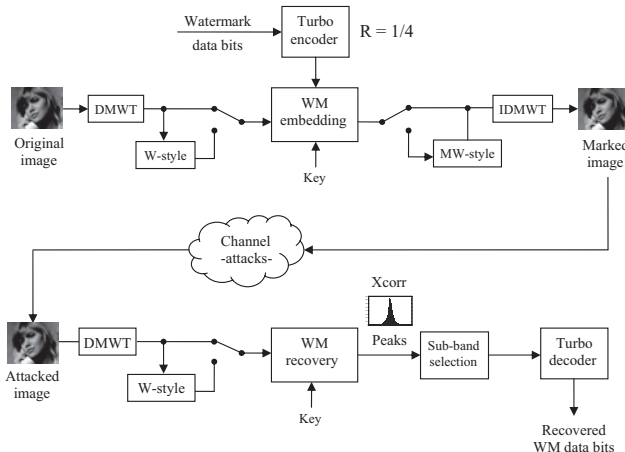 Watermark
data bits
Turbo
encoder
R = 1/4
DMWT
WM
embedding
IDMWT
Original
image
W-style
MW-style
Marked
image
Key
Channel
-attacks-
Xcorr
DMWT
WM
recovery
Peaks
Sub-band
selection
Turbo
decoder
Attacked
image
W-style
Key
Recovered
WM data bits